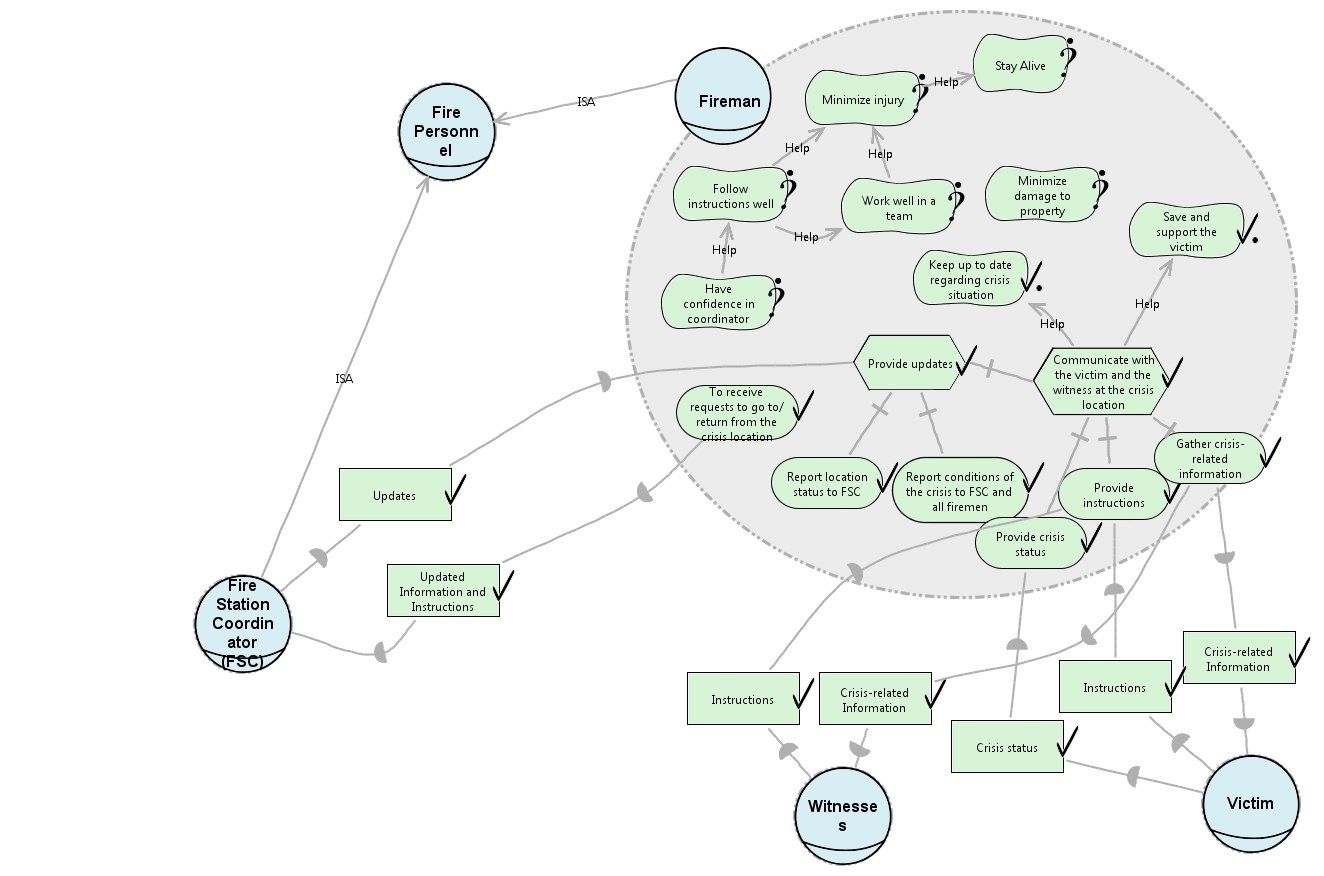 Stay Alive
Help
Fireman
Minimize injury
ISA
Fire
Personn
el
Help
Help
Follow
instructions well
Work well in a
team
Minimize
damage to
property
Save and
support the
victim
Help
Help
Keep up to date
regarding crisis
situation
Have
confidence in
coordinator
Help
Help
Provide updates
Communicate with
the victim and the
witness at the crisis
location
ISA
To receive
requests to go to/
return from the
crisis location
Gather crisis-
related
information
Report location
status to FSC
Report conditions of
the crisis to FSC and
all firemen
Provide
instructions
Updates
Provide crisis
status
Updated
Information and
Instructions
Fire
Station
Coordin
ator
(FSC)
Crisis-related
Information
Instructions
Instructions
Crisis-related
Information
Crisis status
Witnesse
s
Victim